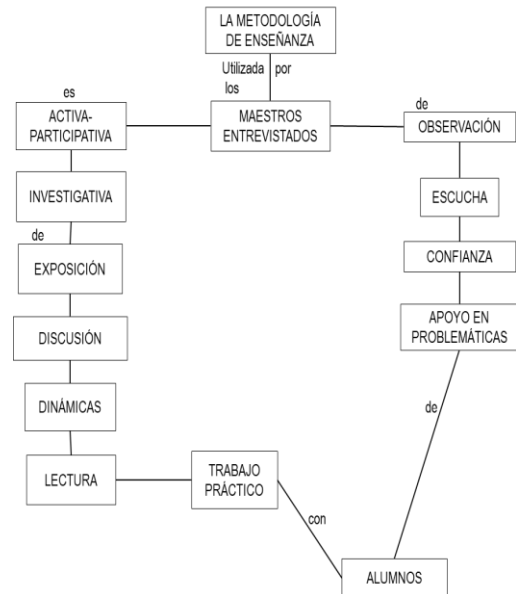 LA METODOLOGÍA
DE ENSEÑANZA
Utilizada por
los
es
ACTIVA-
PARTICIPATIVA
MAESTROS
ENTREVISTADOS
de
OBSERVACIÓN
INVESTIGATIVA
ESCUCHA
de
EXPOSICIÓN
CONFIANZA
DISCUSIÓN
APOYO EN
PROBLEMÁTICAS
DINÁMICAS
de
LECTURA
TRABAJO
PRÁCTICO
con
ALUMNOS